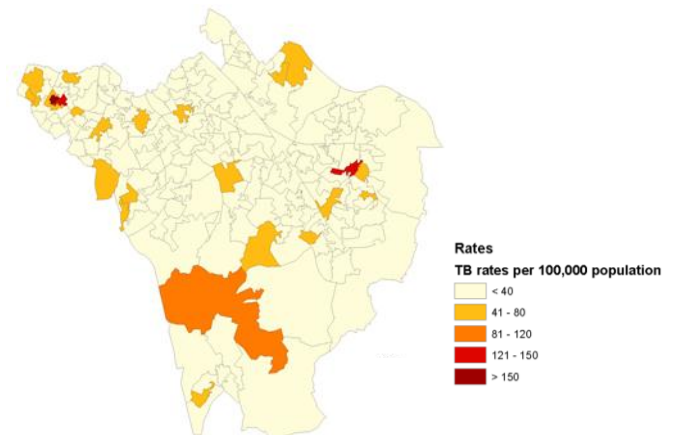 Rates
TB rates per 100,000 population
< 40
41 - 80
81 - 120
121 - 150
> 150